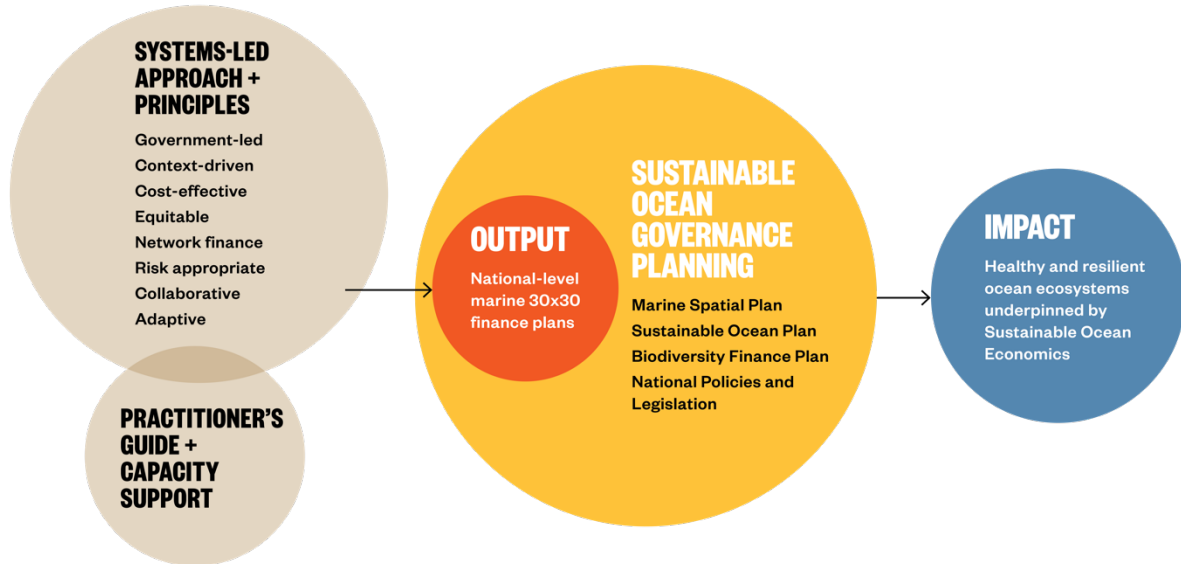 SYSTEMS-LED
APPROACH +
PRINCIPLES
Government-led
Context-driven
Cost-effective
Equitable
Network finance
Risk appropriate
Collaborative
Adaptive
PRACTITIONER’S
GUIDE +
CAPACITY
SUPPORT
OUTPUT
National-level
marine 30x30
finance plans
SUSTAINABLE
OCEAN
GOVERNANCE
PLANNING
Marine Spatial Plan
Sustainable Ocean Plan
Biodiversity Finance Plan
National Policies and
Legislation
IMPACT
Healthy and resilient
ocean ecosystems
underpinned by
Sustainable Ocean
Economics